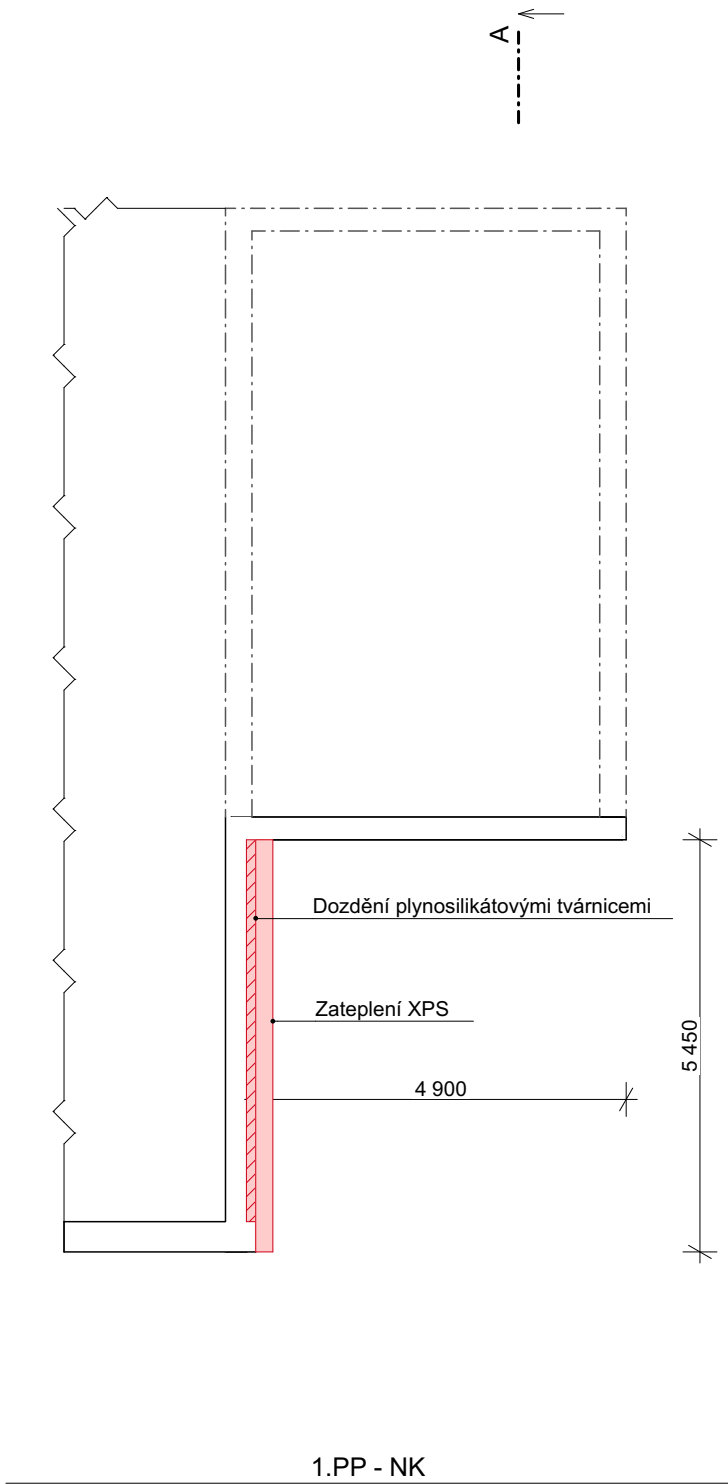 A
Dozdění plynosilikátovými tvárnicemi
Zateplení XPS
4 900
5 450
1.PP - NK